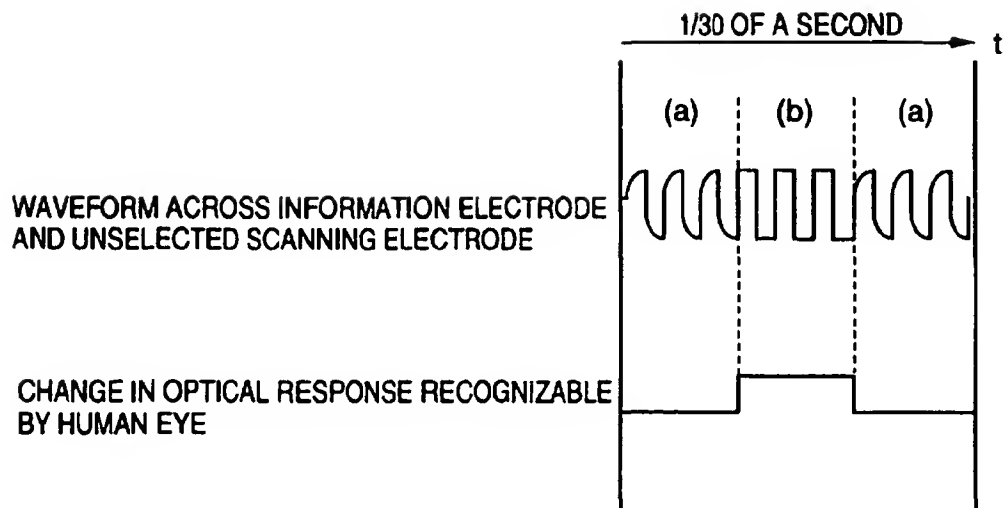 1/30 OF A SECOND
t
(a) (b) (a)
WAVEFORM ACROSS INFORMATION ELECTRODE
AND UNSELECTED SCANNING ELECTRODE
CHANGE IN OPTICAL RESPONSE RECOGNIZABLE
BY HUMAN EYE